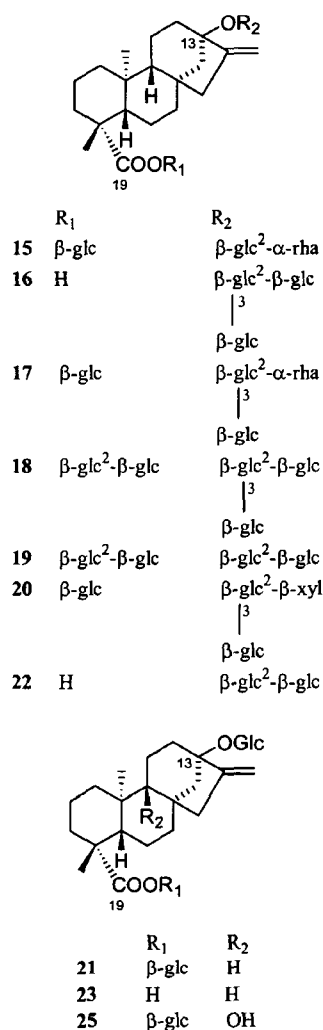 OR₂
13
H
H
COOR₁
19
R₁ R₂
15 β-glc β-glc²-α-rha
16 H β-glc²-β-glc
3
β-glc
17 β-glc β-glc²-α-rha
3
β-glc
18 β-glc²-β-glc β-glc²-β-glc
3
β-glc
19 β-glc²-β-glc β-glc²-β-glc
20 β-glc β-glc²-β-xyl
3
β-glc
22 H β-glc²-β-glc
OGlc
13
R₂
H
COOR₁
19
R₁ R₂
21 β-glc H
23 H H
25 β-glc OH